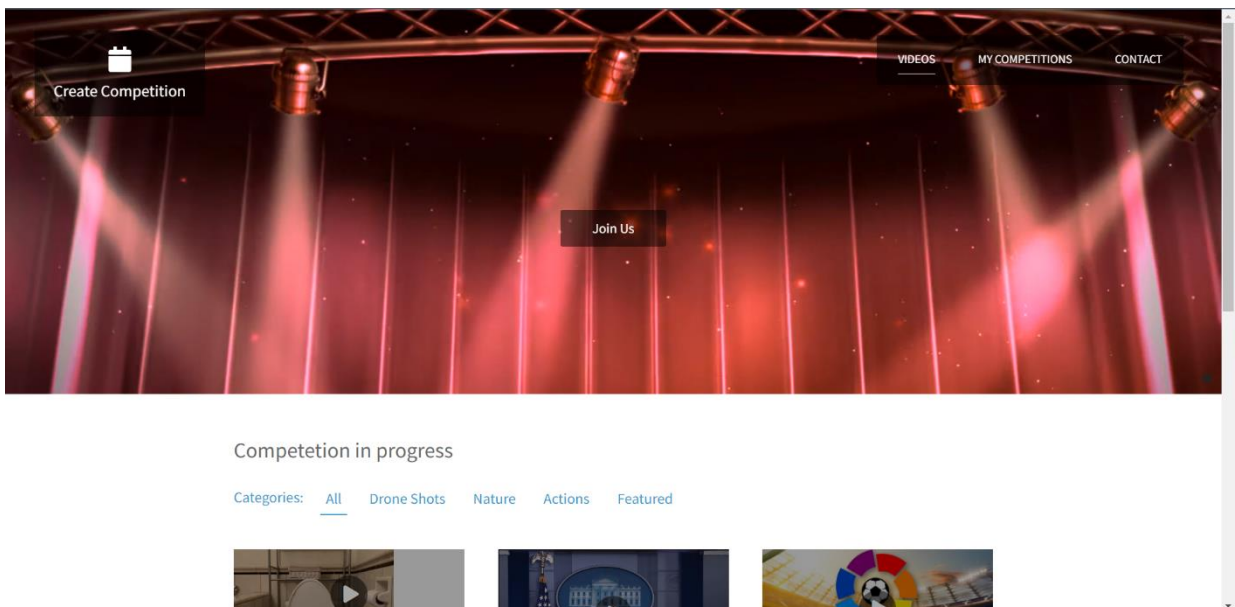 Create Competition
VIDEOS MY COMPETITIONS CONTACT
Join Us
Competetion in progress
Categories: All Drone Shots Nature Actions Featured